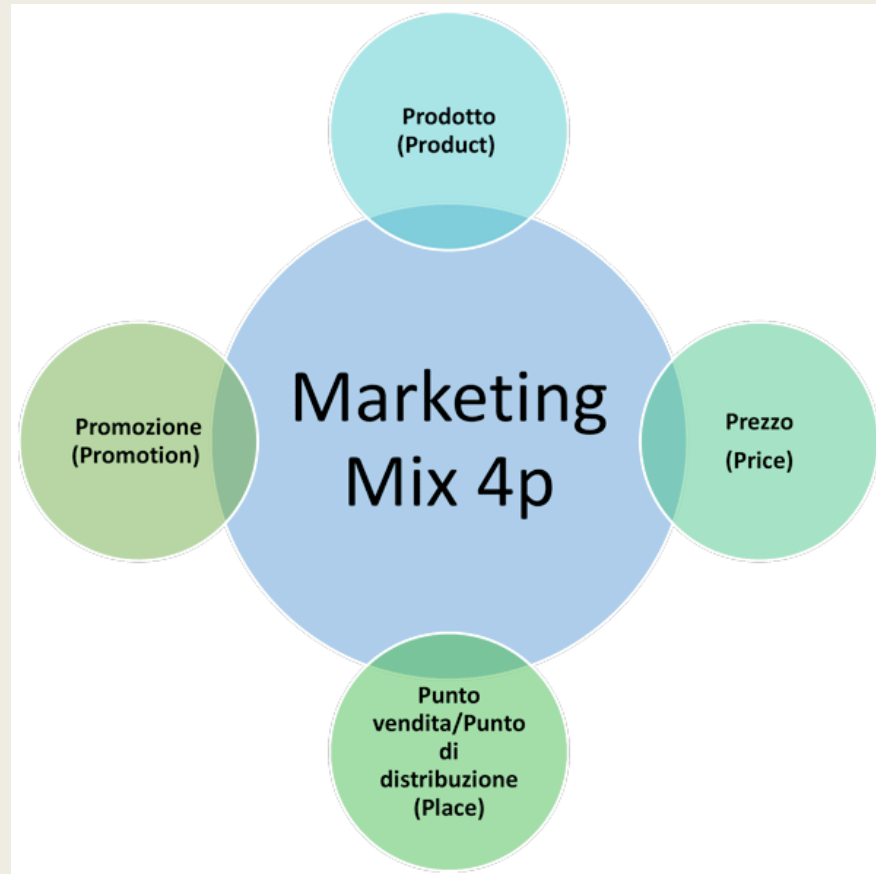 Prodotto
(Product)
Marketing
Mix 4p
Promozione
(Promotion)
Prezzo
(Price)
Punto
vendita/Punto
di
distribuzione
(Place)